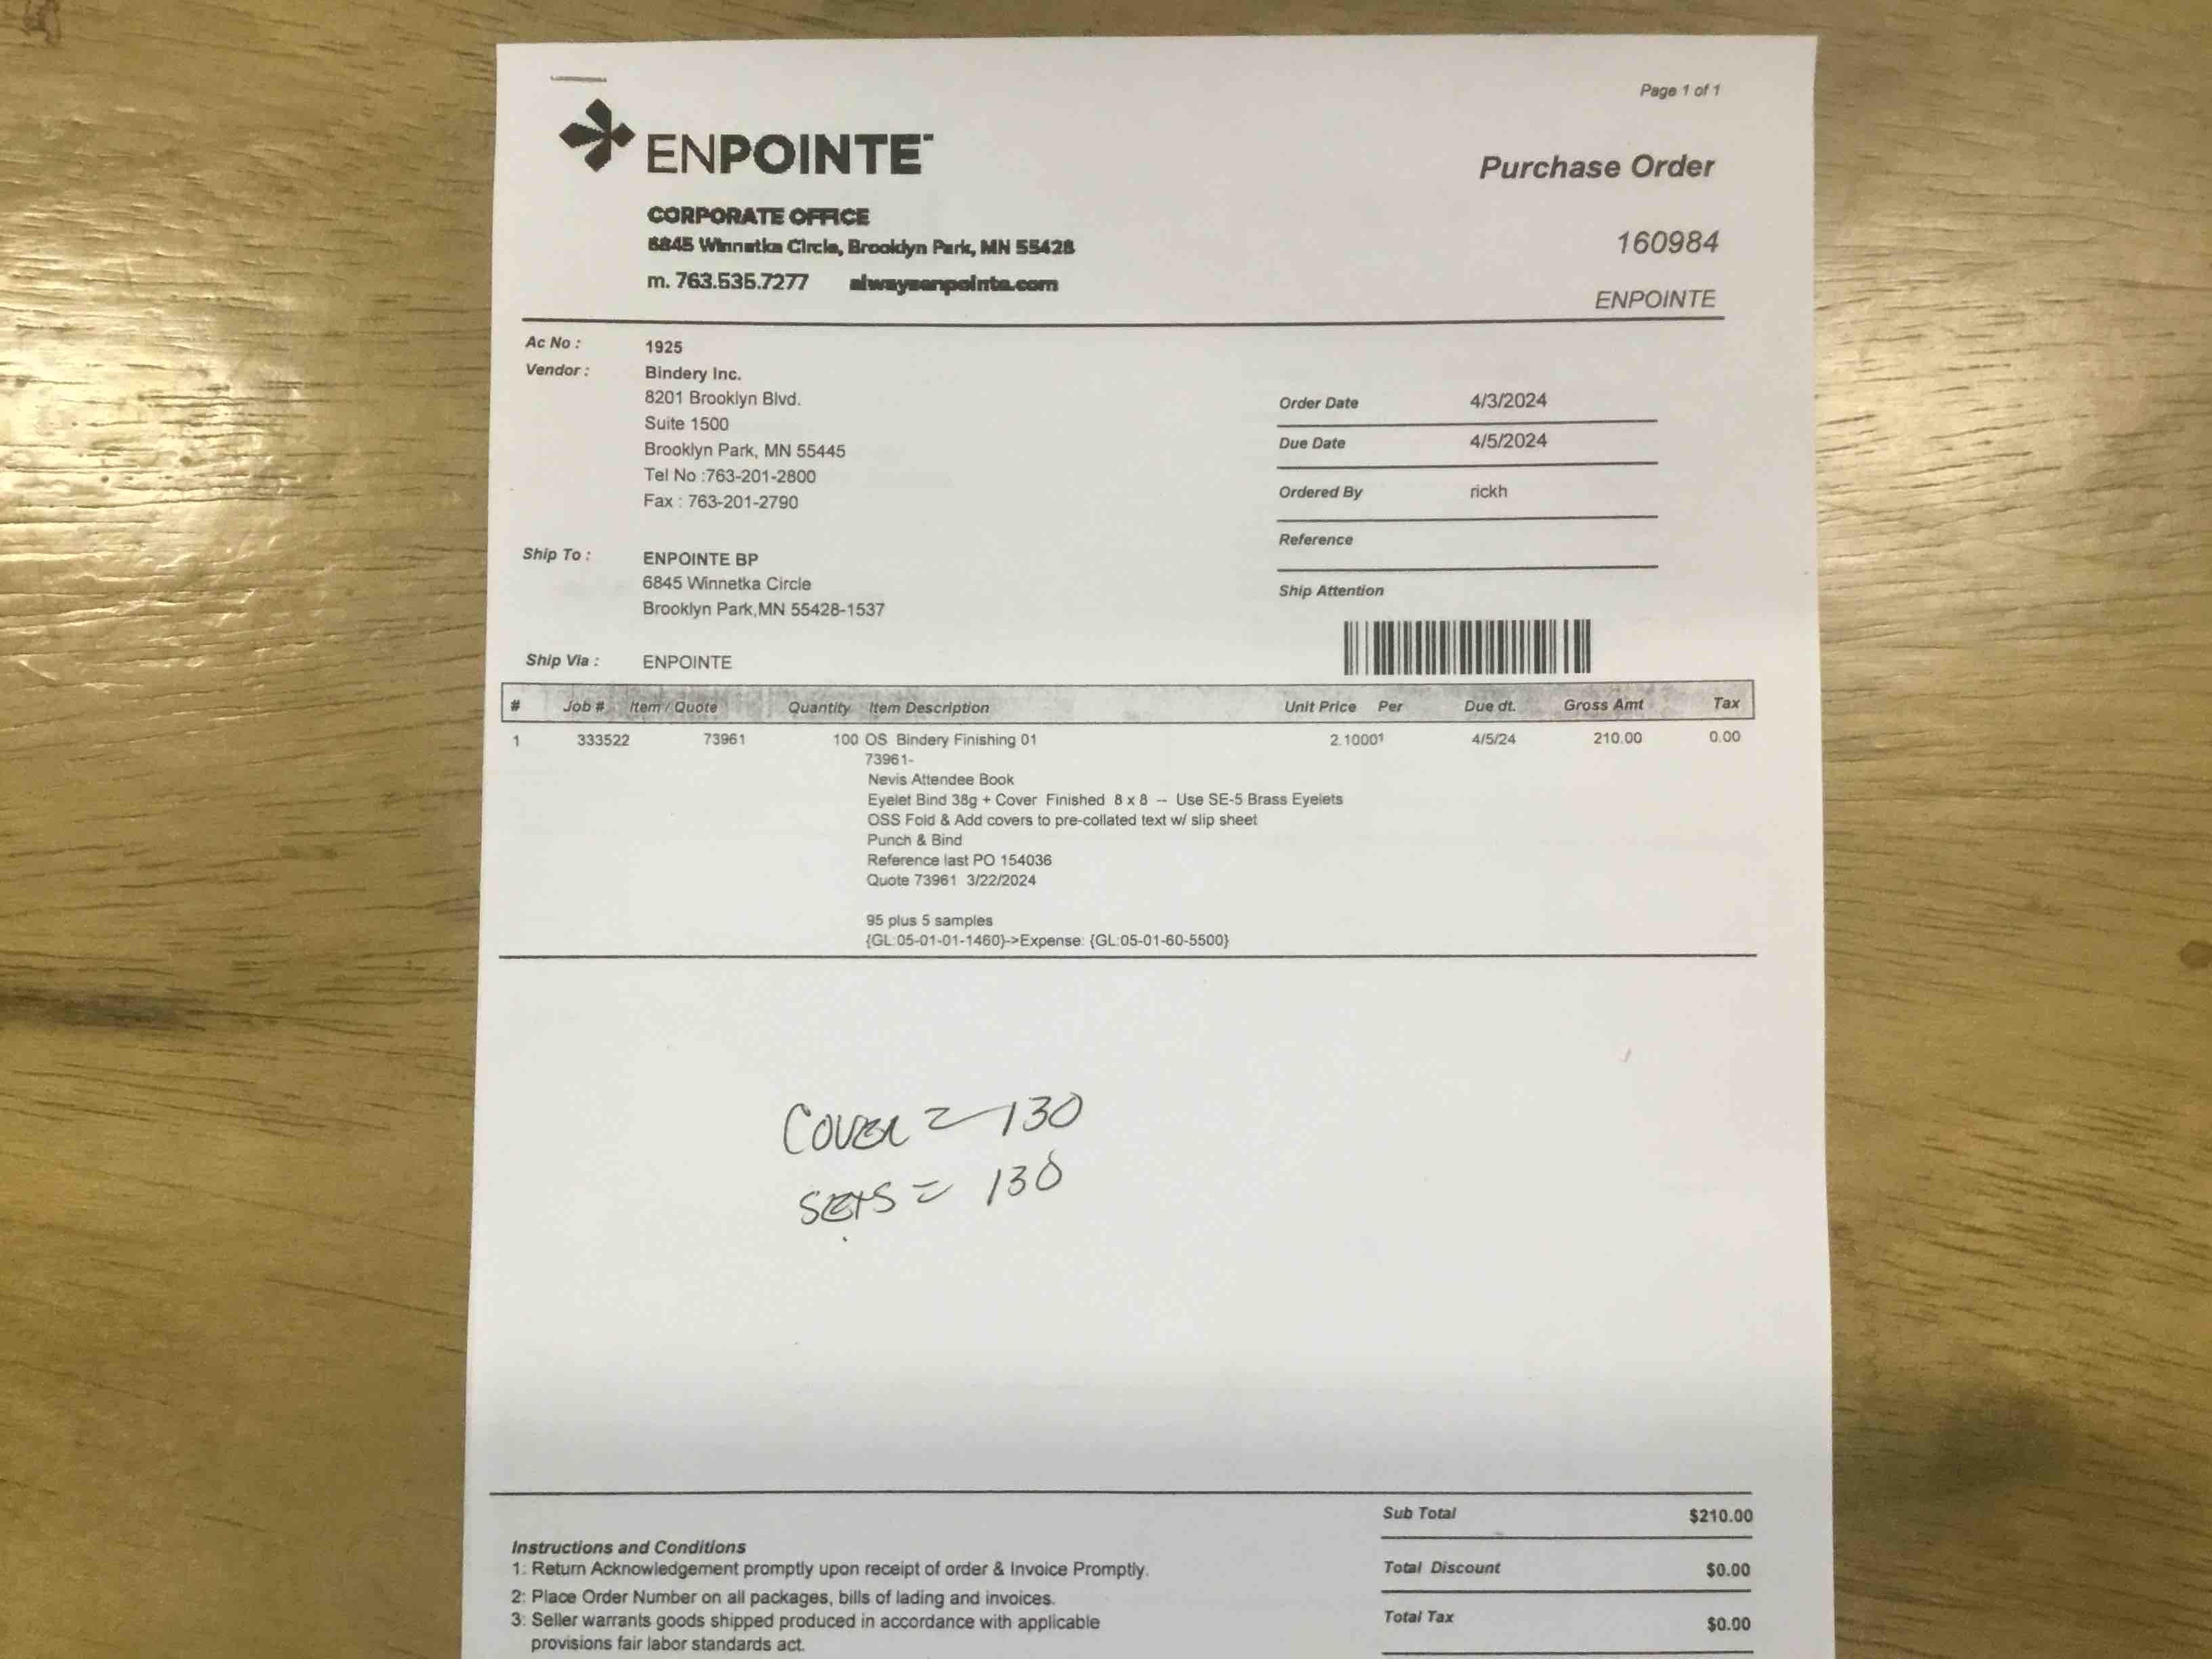 Page 1 of 1
ENPOINTE
Purchase Order
CORPORATE OFFICE
6845 Winnetka Circle, Brooklyn Park, MN 55428
160984
m. 763.535.7277 alwaysenpointe.com
ENPOINTE
Ac No : 1925
Vendor : Bindery Inc.
8201 Brooklyn Blvd.
Suite 1500
Brooklyn Park, MN 55445
Tel No :763-201-2800
Fax : 763-201-2790
Order Date 4/3/2024
Due Date 4/5/2024
Ordered By rickh
Reference
Ship Attention
Ship To : ENPOINTE BP
6845 Winnetka Circle
Brooklyn Park,MN 55428-1537
Ship Via : ENPOINTE
# Job # Item / Quote Quantity Item Description Unit Price Per Due dt. Gross Amt Tax
1 333522 73961 100 OS Bindery Finishing 01 2.10001 4/5/24 210.00 0.00
73961-
Nevis Attendee Book
Eyelet Bind 38g + Cover Finished 8 x 8 -- Use SE-5 Brass Eyelets
OSS Fold & Add covers to pre-collated text w/ slip sheet
Punch & Bind
Reference last PO 154036
Quote 73961 3/22/2024
95 plus 5 samples
{GL:05-01-01-1460}->Expense: {GL:05-01-60-5500}
Cover = 130
Sets = 130
Sub Total $210.00
Instructions and Conditions
1: Return Acknowledgement promptly upon receipt of order & Invoice Promptly.
Total Discount $0.00
2: Place Order Number on all packages, bills of lading and invoices.
3: Seller warrants goods shipped produced in accordance with applicable
provisions fair labor standards act.
Total Tax $0.00